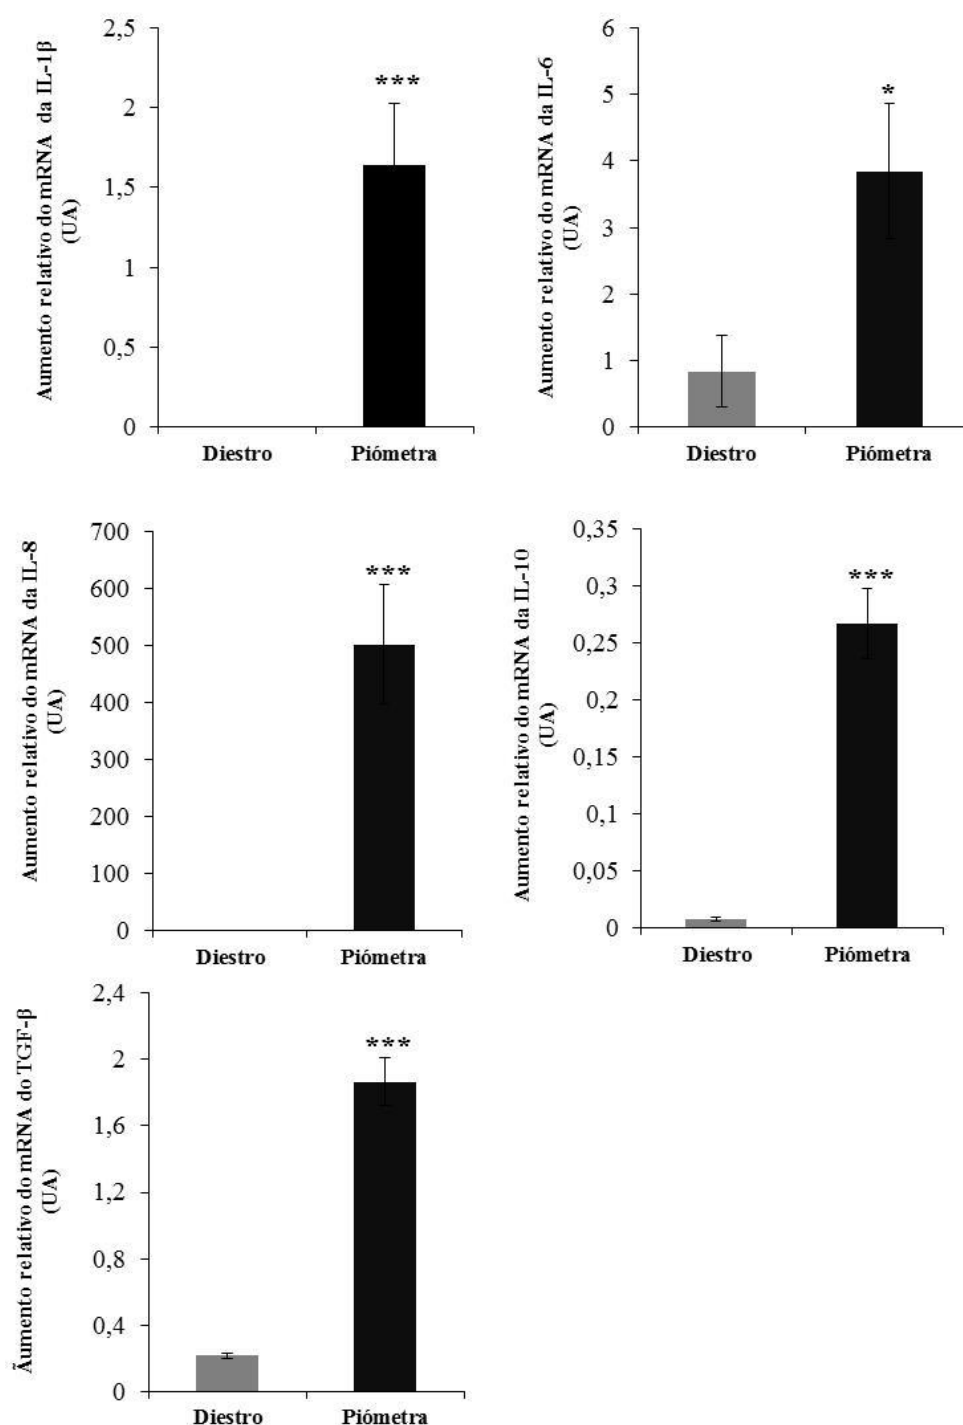 Aumento relativo do mRNA da IL-1β
(UA)
2,5
2
1,5
1
0,5
0
***
Diestro
Piómetra
Aumento relativo do mRNA da IL-6
(UA)
6
5
4
3
2
1
0
*
Diestro
Piómetra
Aumento relativo do mRNA da IL-8
(UA)
700
600
500
400
300
200
100
0
***
Diestro
Piómetra
Aumento relativo do mRNA da IL-10
(UA)
0,35
0,3
0,25
0,2
0,15
0,1
0,05
0
***
Diestro
Piómetra
Ãumento relativo do mRNA do TGF-β
(UA)
2,4
2
1,6
1,2
0,8
0,4
0
***
Diestro
Piómetra